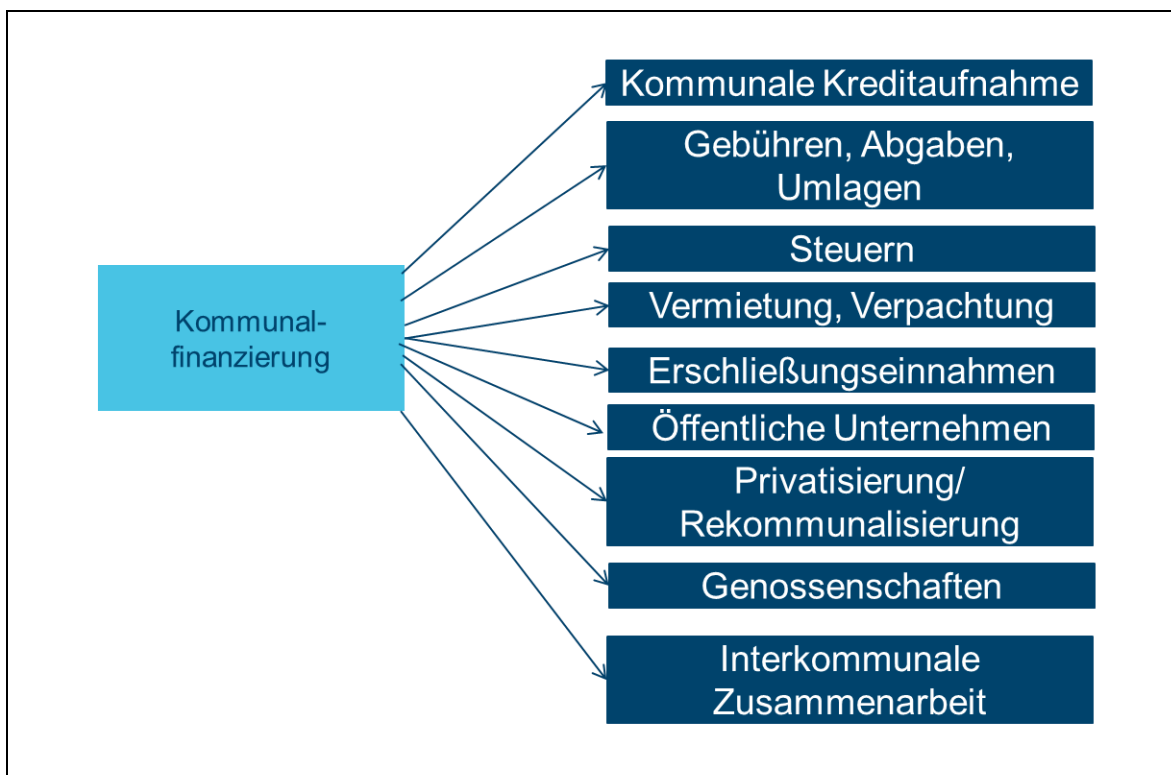 Kommunale Kreditaufnahme
Gebühren, Abgaben,
Umlagen
Steuern
Vermietung, Verpachtung
Kommunal-
finanzierung
Erschließungseinnahmen
Öffentliche Unternehmen
Privatisierung/
Rekommunalisierung
Genossenschaften
Interkommunale
Zusammenarbeit